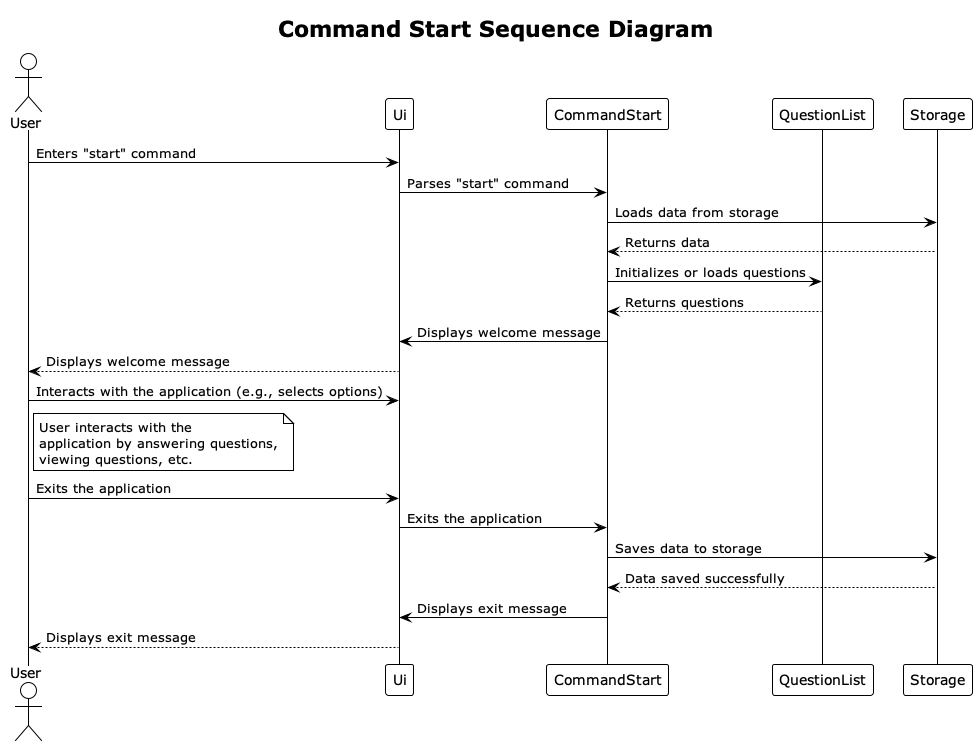 Command Start Sequence Diagram
User
Ui
CommandStart
QuestionList
Storage
Enters "start" command
Parses "start" command
Loads data from storage
Returns data
Initializes or loads questions
Returns questions
Displays welcome message
Displays welcome message
Interacts with the application (e.g., selects options)
User interacts with the
application by answering questions,
viewing questions, etc.
Exits the application
Exits the application
Saves data to storage
Data saved successfully
Displays exit message
Displays exit message
User
Ui
CommandStart
QuestionList
Storage